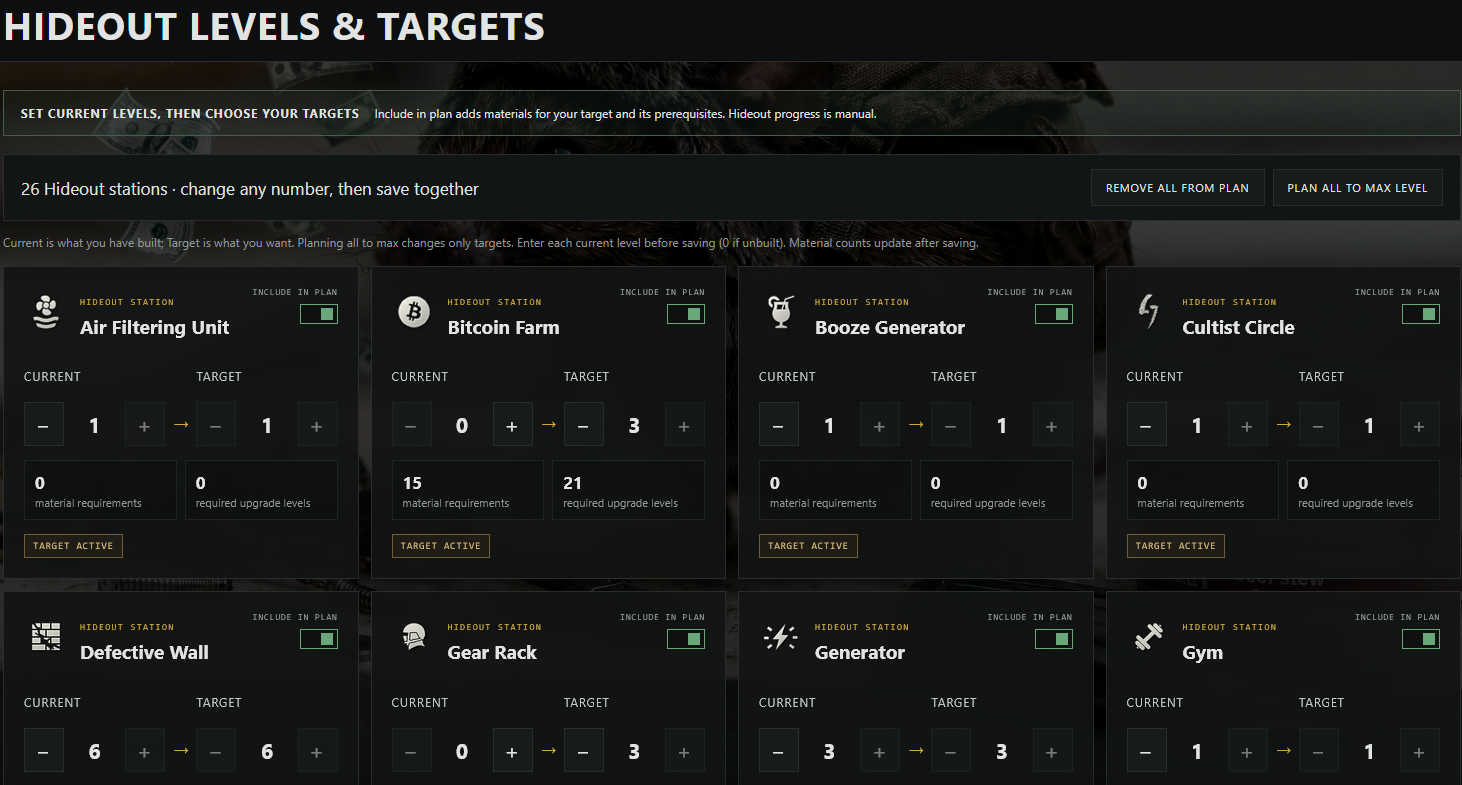 HIDEOUT LEVELS & TARGETS
SET CURRENT LEVELS, THEN CHOOSE YOUR TARGETS Include in plan adds materials for your target and its prerequisites. Hideout progress is manual.
26 Hideout stations · change any number, then save together
REMOVE ALL FROM PLAN
PLAN ALL TO MAX LEVEL
Current is what you have built; Target is what you want. Planning all to max changes only targets. Enter each current level before saving (0 if unbuilt). Material counts update after saving.
INCLUDE IN PLAN
HIDEOUT STATION
Air Filtering Unit
CURRENT TARGET
− 1 + → − 1 +
0 0
material requirements required upgrade levels
TARGET ACTIVE
INCLUDE IN PLAN
HIDEOUT STATION
Bitcoin Farm
CURRENT TARGET
− 0 + → − 3 +
15 21
material requirements required upgrade levels
TARGET ACTIVE
INCLUDE IN PLAN
HIDEOUT STATION
Booze Generator
CURRENT TARGET
− 1 + → − 1 +
0 0
material requirements required upgrade levels
TARGET ACTIVE
INCLUDE IN PLAN
HIDEOUT STATION
Cultist Circle
CURRENT TARGET
− 1 + → − 1 +
0 0
material requirements required upgrade levels
TARGET ACTIVE
INCLUDE IN PLAN
HIDEOUT STATION
Defective Wall
CURRENT TARGET
− 6 + → − 6 +
INCLUDE IN PLAN
HIDEOUT STATION
Gear Rack
CURRENT TARGET
− 0 + → − 3 +
INCLUDE IN PLAN
HIDEOUT STATION
Generator
CURRENT TARGET
− 3 + → − 3 +
INCLUDE IN PLAN
HIDEOUT STATION
Gym
CURRENT TARGET
− 1 + → − 1 +